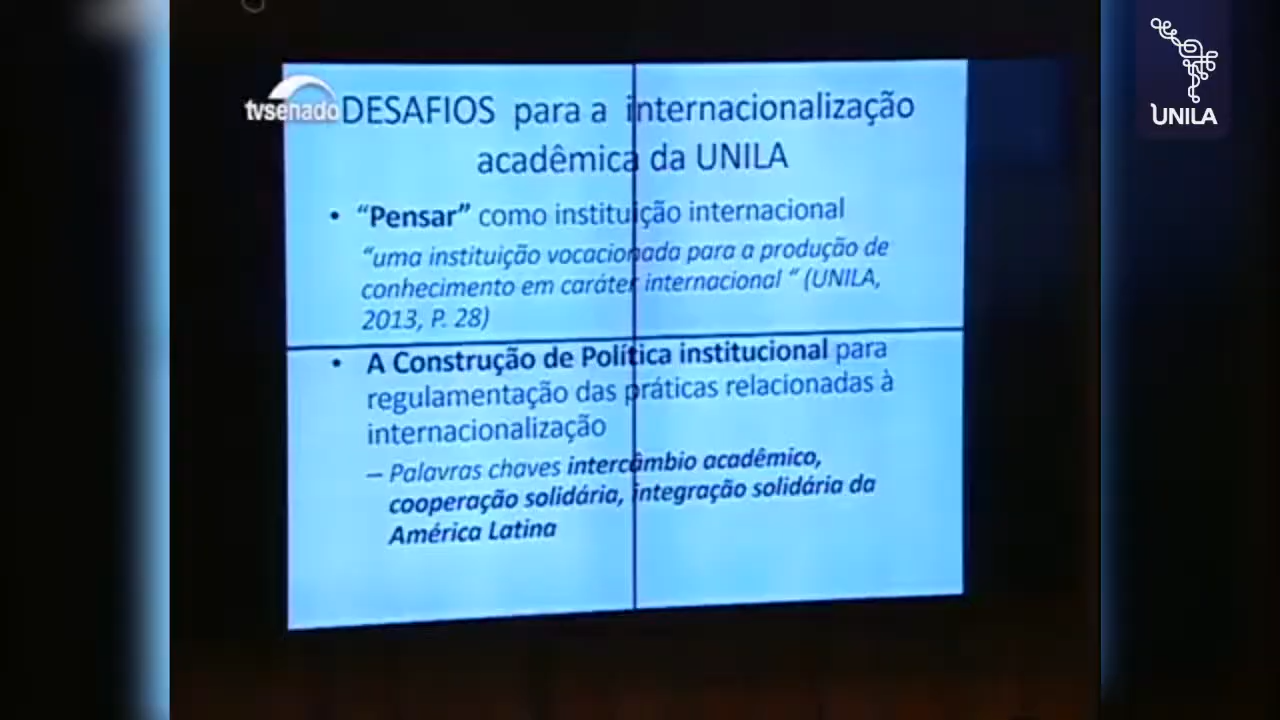 tvsenado
UNILA
DESAFIOS para a internacionalização
acadêmica da UNILA
• “Pensar” como instituição internacional
“uma instituição vocacionada para a produção de
conhecimento em caráter internacional “ (UNILA,
2013, P. 28)
• A Construção de Política institucional para
regulamentação das práticas relacionadas à
internacionalização
– Palavras chaves intercâmbio acadêmico,
cooperação solidária, integração solidária da
América Latina